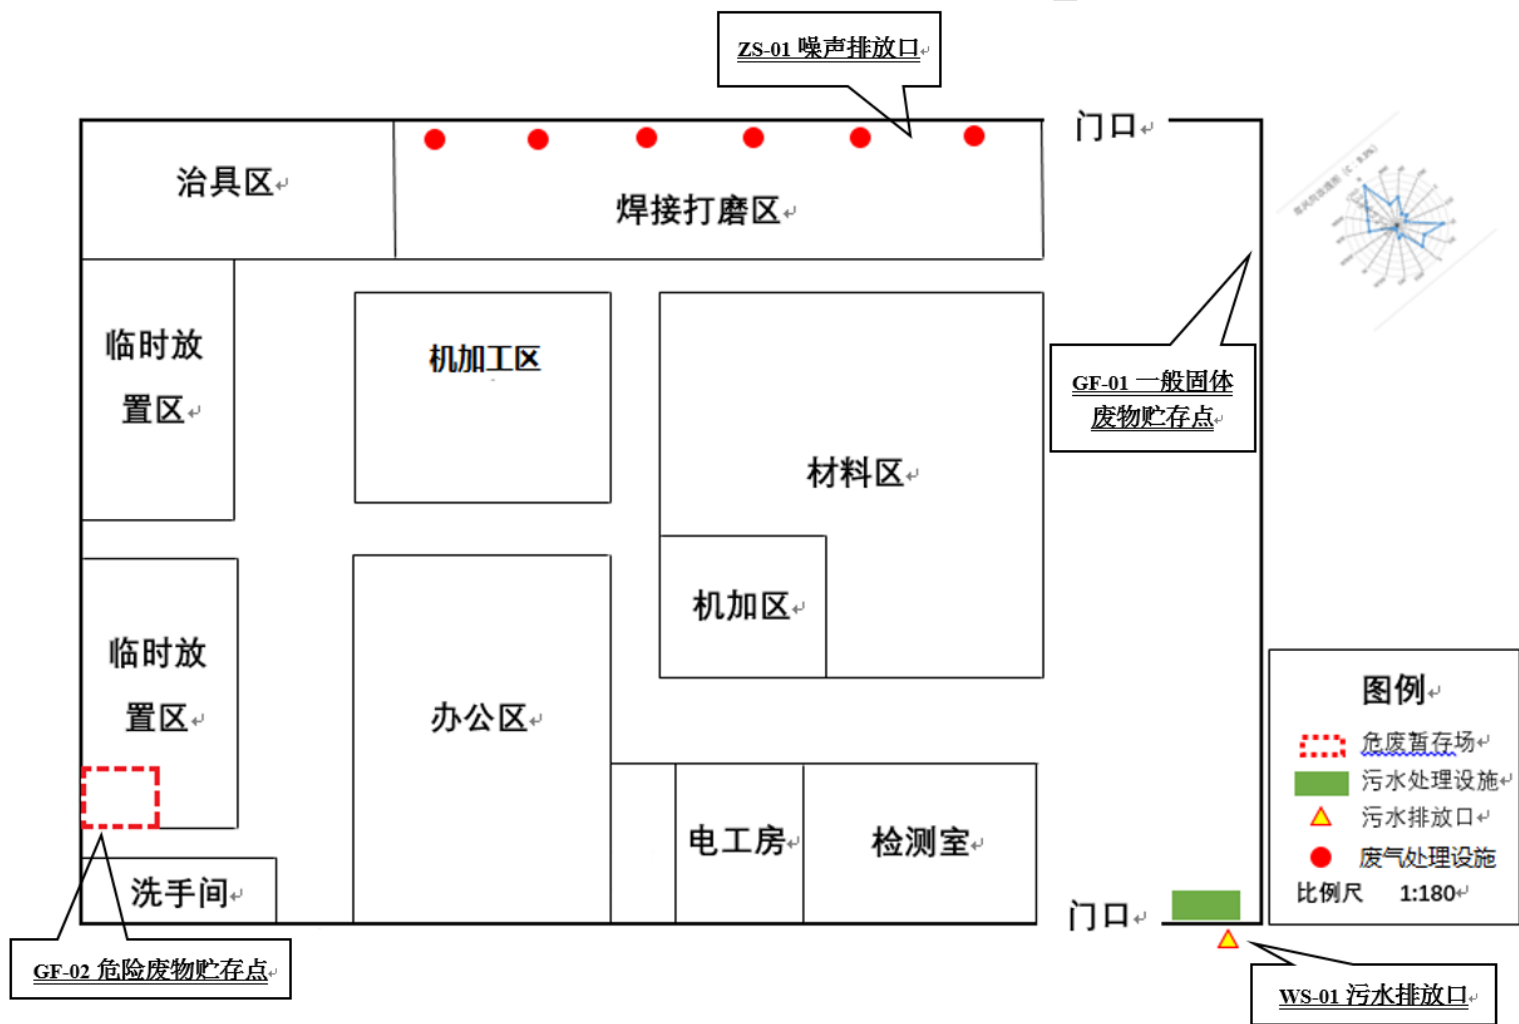 ZS-01 噪声排放口
门口
治具区
焊接打磨区
临时放
置区
机加工区
GF-01 一般固体
废物贮存点
材料区
机加区
临时放
置区
办公区
图例
危废暂存场
污水处理设施
污水排放口
废气处理设施
比例尺 1:180
电工房
检测室
洗手间
门口
GF-02 危险废物贮存点
WS-01 污水排放口